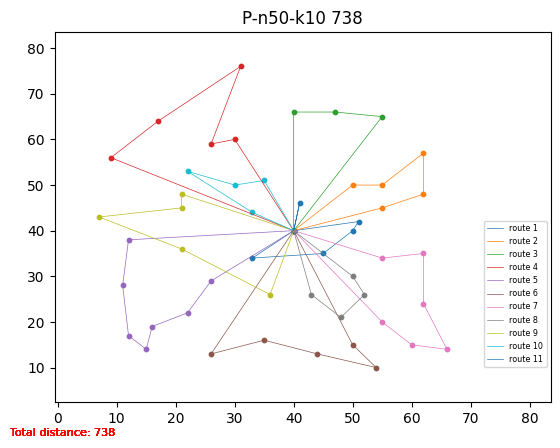 P-n50-k10 738
80
70
60
50
40
30
20
10
0 10 20 30 40 50 60 70 80
route 1
route 2
route 3
route 4
route 5
route 6
route 7
route 8
route 9
route 10
route 11
Total distance: 738